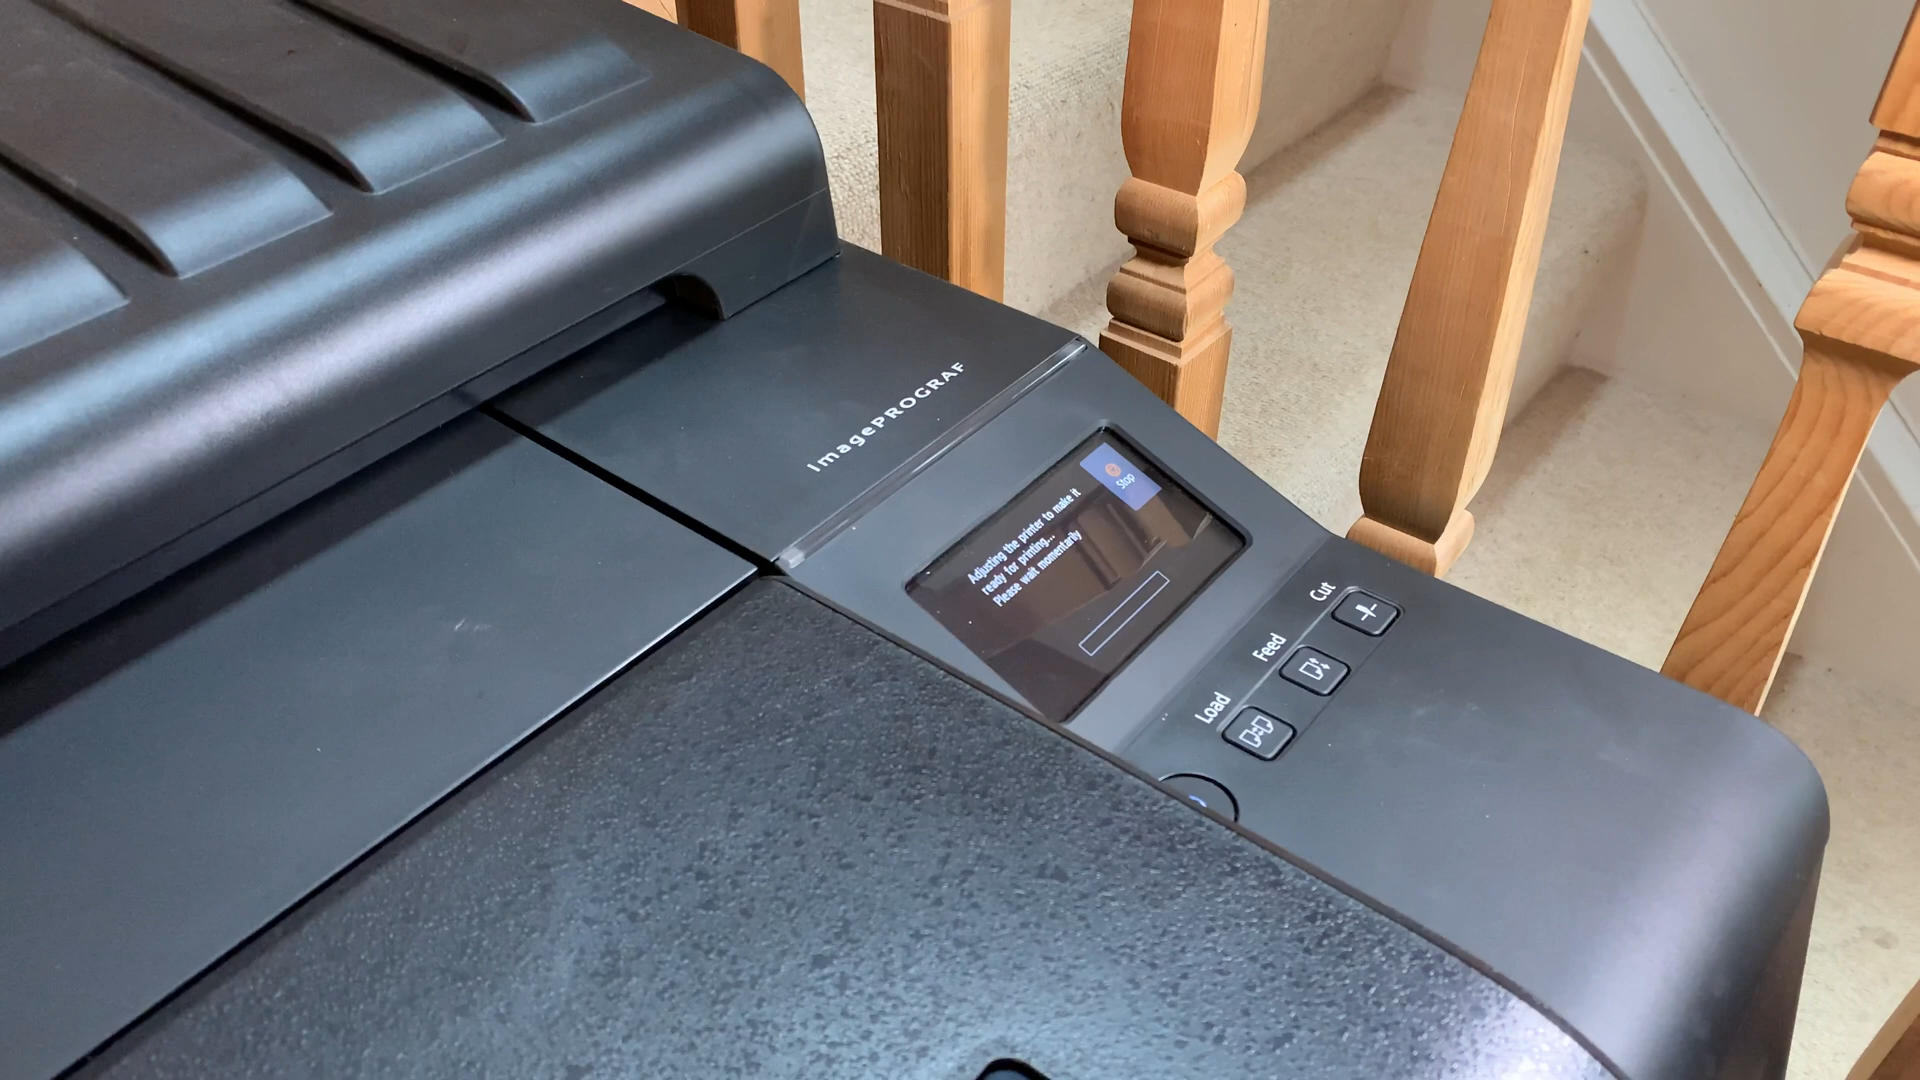 imagePROGRAF
Stop
Adjusting the printer to make it
ready for printing...
Please wait momentarily
Cut
Feed
Load